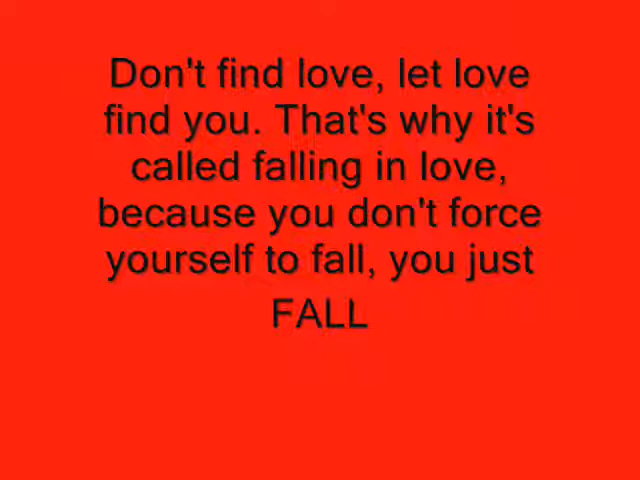 Don't find love, let love
find you. That's why it's
called falling in love,
because you don't force
yourself to fall, you just
FALL